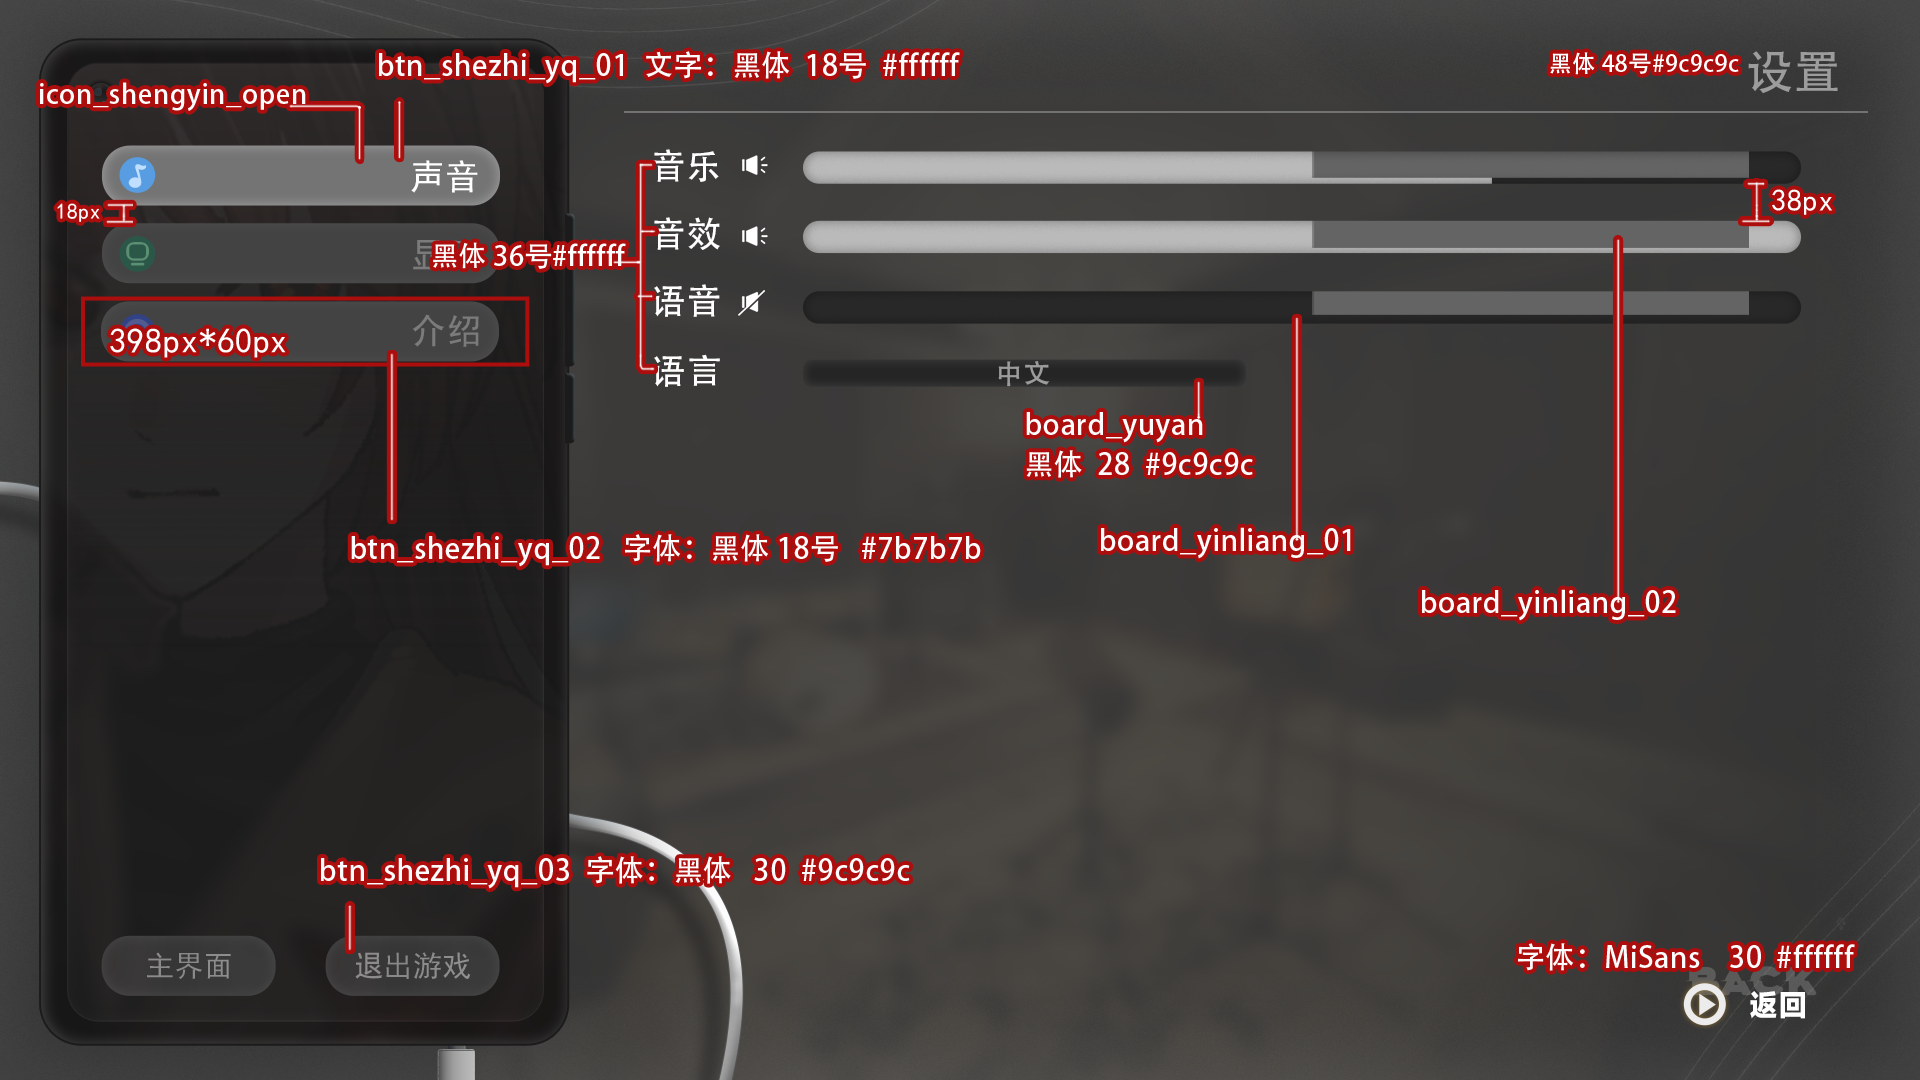 btn_shezhi_yq_01 文字：黑体 18号 #ffffff
黑体 48号#9c9c9c
设置
icon_shengyin_open
声音
18px
黑体 36号#ffffff
398px*60px
介绍
音乐
音效
语音
语言
38px
中文
board_yuyan
黑体 28 #9c9c9c
board_yinliang_01
board_yinliang_02
btn_shezhi_yq_02 字体：黑体 18号 #7b7b7b
btn_shezhi_yq_03 字体：黑体 30 #9c9c9c
主界面
退出游戏
字体：MiSans 30 #ffffff
BACK
返回